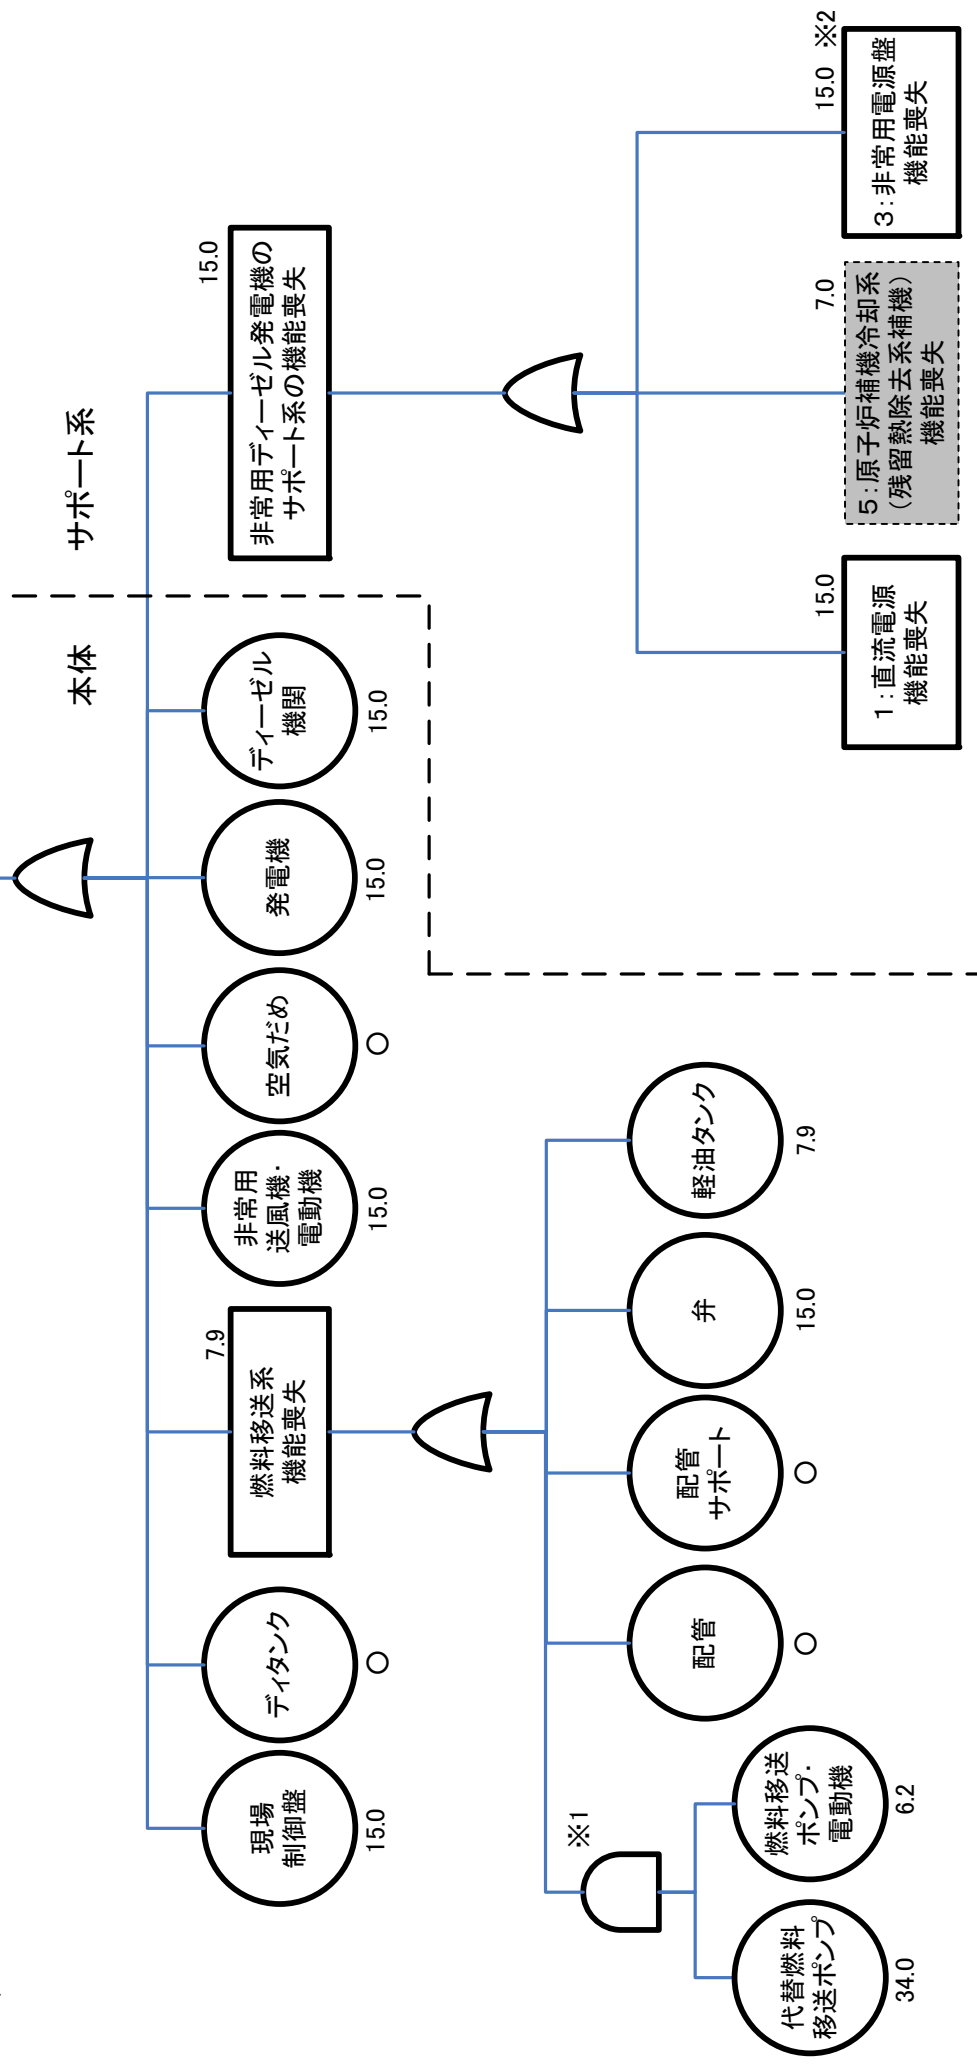 本体
サポート系
現場
制御盤
15.0
デイタンク
○
燃料移送系
機能喪失
7.9
非常用
送風機・
電動機
15.0
空気だめ
○
発電機
15.0
ディーゼル
機関
15.0
非常用ディーゼル発電機の
サポート系の機能喪失
15.0
※1
代替燃料
移送ポンプ
34.0
燃料移送
ポンプ・
電動機
6.2
配管
○
配管
サポート
○
弁
15.0
軽油タンク
7.9
1:直流電源
機能喪失
15.0
5:原子炉補機冷却系
(残留熱除去系補機)
機能喪失
7.0
3:非常用電源盤
機能喪失
15.0 ※2